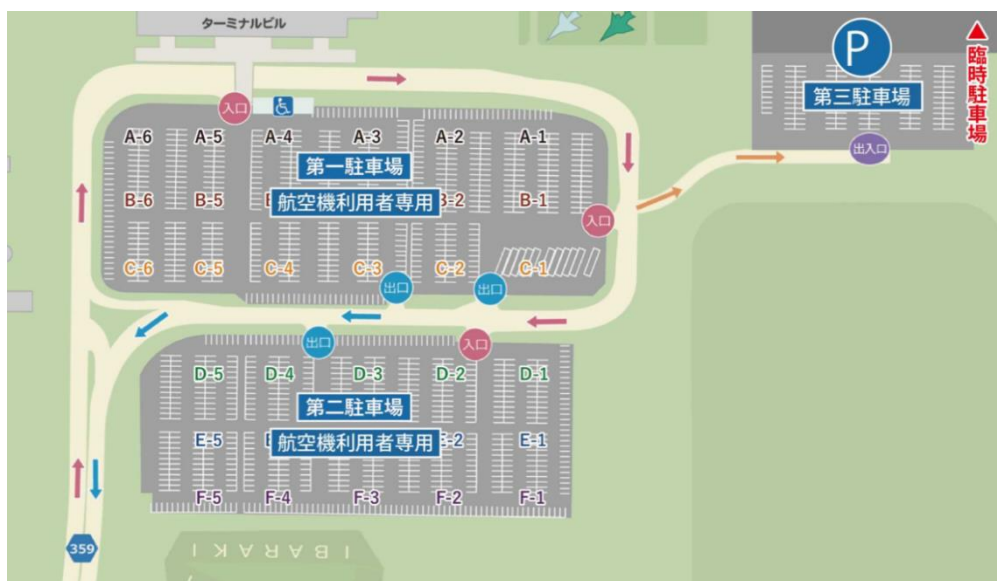 ターミナルビル
P
第三駐車場
臨時駐車場
入口
出入口
A-6
A-5
A-4
A-3
A-2
A-1
第一駐車場
航空機利用者専用
B-6
B-5
B-2
B-1
入口
C-6
C-5
C-4
C-3
C-2
C-1
出口
出口
出口
入口
D-5
D-4
D-3
D-2
D-1
第二駐車場
航空機利用者専用
E-5
E-2
E-1
F-5
F-4
F-3
F-2
F-1
359
IBARAKI